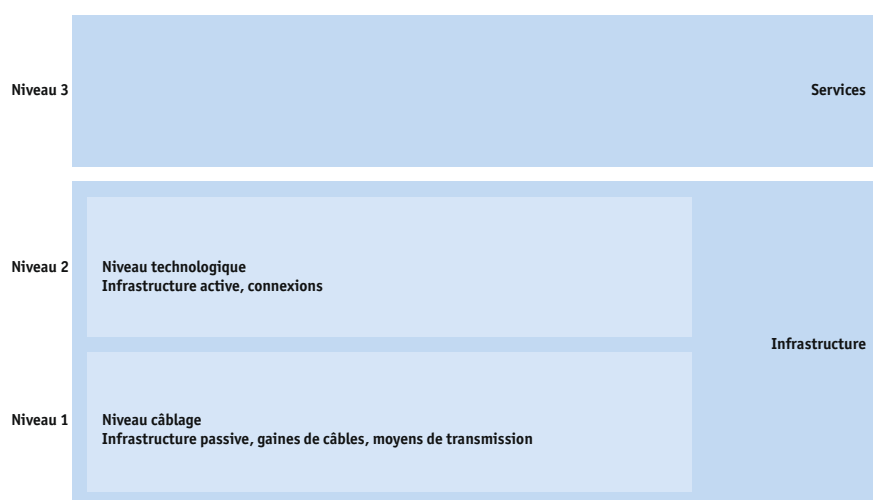 Niveau 3
Services
Niveau 2
Niveau technologique
Infrastructure active, connexions
Infrastructure
Niveau 1
Niveau câblage
Infrastructure passive, gaines de câbles, moyens de transmission